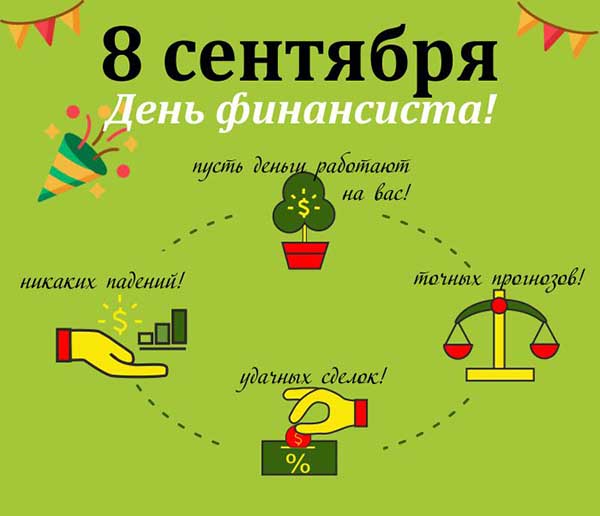 8 сентября
День финансиста!
пусть деньги работают
на вас!
$
никаких падений!
точных прогнозов!
$
удачных сделок!
$
%